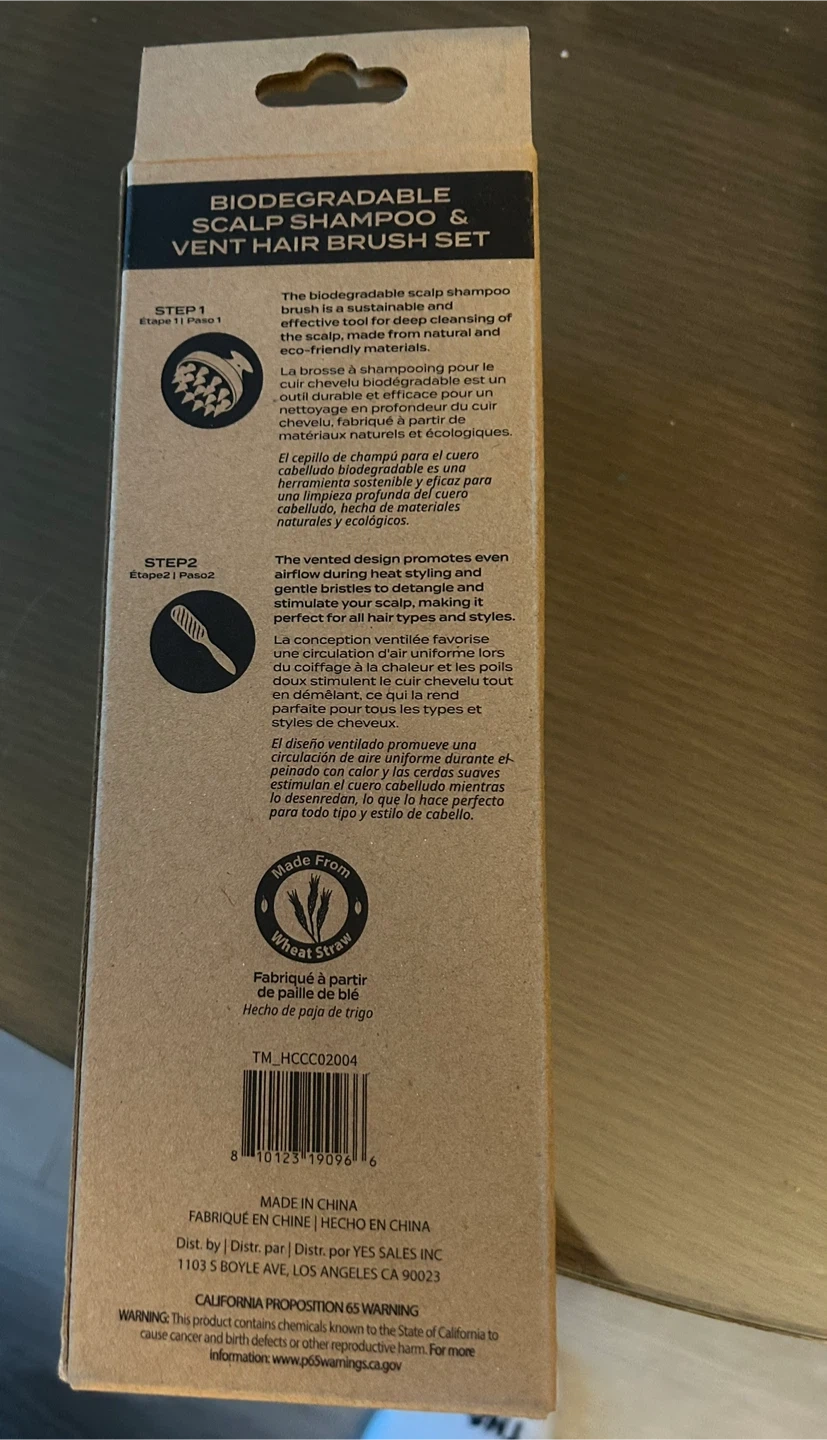 BIODEGRADABLE
SCALP SHAMPOO &
VENT HAIR BRUSH SET
STEP 1
Étape 1 | Paso 1
The biodegradable scalp shampoo
brush is a sustainable and
effective tool for deep cleansing of
the scalp, made from natural and
eco-friendly materials.
La brosse à shampooing pour le
cuir chevelu biodégradable est un
outil durable et efficace pour un
nettoyage en profondeur du cuir
chevelu, fabriqué à partir de
matériaux naturels et écologiques.
El cepillo de champú para el cuero
cabelludo biodegradable es una
herramienta sostenible y eficaz para
una limpieza profunda del cuero
cabelludo, hecha de materiales
naturales y ecológicos.
STEP2
Étape2 | Paso2
The vented design promotes even
airflow during heat styling and
gentle bristles to detangle and
stimulate your scalp, making it
perfect for all hair types and styles.
La conception ventilée favorise
une circulation d'air uniforme lors
du coiffage à la chaleur et les poils
doux stimulent le cuir chevelu tout
en démêlant, ce qui la rend
parfaite pour tous les types et
styles de cheveux.
El diseño ventilado promueve una
circulación de aire uniforme durante el
peinado con calor y las cerdas suaves
estimulan el cuero cabelludo mientras
lo desenredan, lo que lo hace perfecto
para todo tipo y estilo de cabello.
Made From
Wheat Straw
Fabriqué à partir
de paille de blé
Hecho de paja de trigo
TM_HCCC02004
8 10123 19096 6
MADE IN CHINA
FABRIQUÉ EN CHINE | HECHO EN CHINA
Dist. by | Distr. par | Distr. por YES SALES INC
1103 S BOYLE AVE, LOS ANGELES CA 90023
CALIFORNIA PROPOSITION 65 WARNING
WARNING: This product contains chemicals known to the State of California to
cause cancer and birth defects or other reproductive harm. For more
information: www.p65warnings.ca.gov